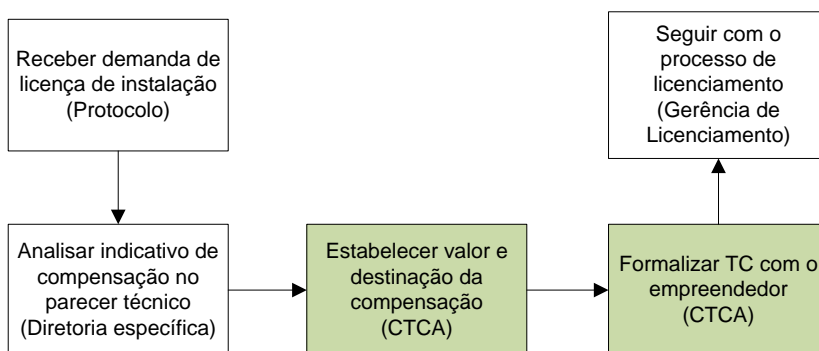 Receber demanda de
licença de instalação
(Protocolo)
Analisar indicativo de
compensação no
parecer técnico
(Diretoria específica)
Estabelecer valor e
destinação da
compensação
(CTCA)
Formalizar TC com o
empreendedor
(CTCA)
Seguir com o
processo de
licenciamento
(Gerência de
Licenciamento)